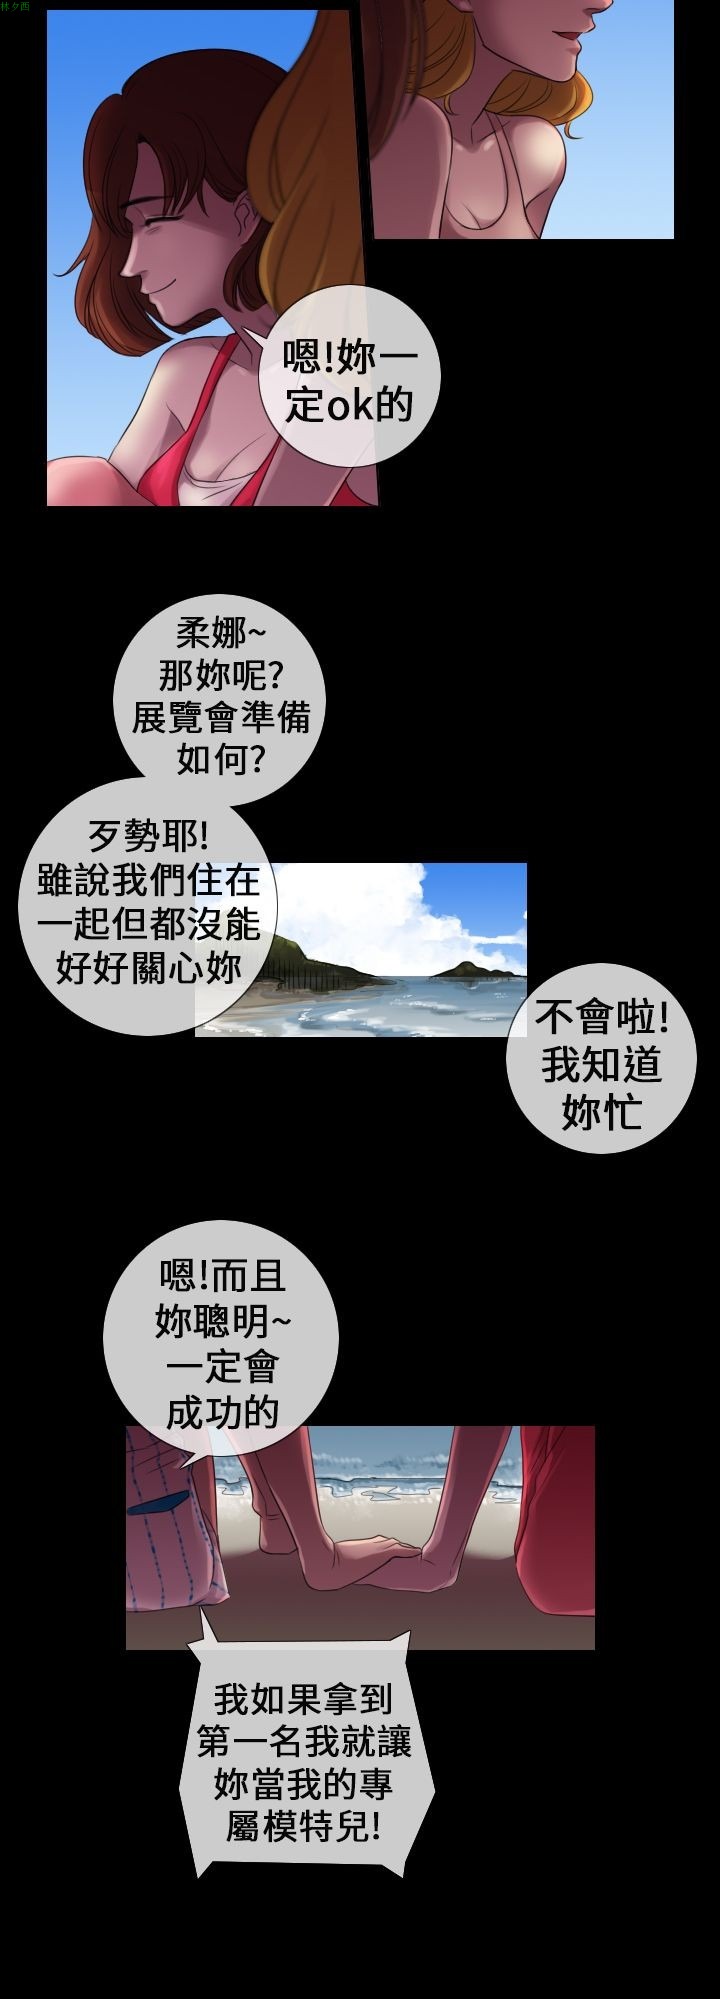 林夕西
嗯!妳一
定ok的
柔娜~
那妳呢?
展覽會準備
如何?
歹勢耶!
雖說我們住在
一起但都沒能
好好關心妳
不會啦!
我知道
妳忙
嗯!而且
妳聰明~
一定會
成功的
我如果拿到
第一名我就讓
妳當我的專
屬模特兒!